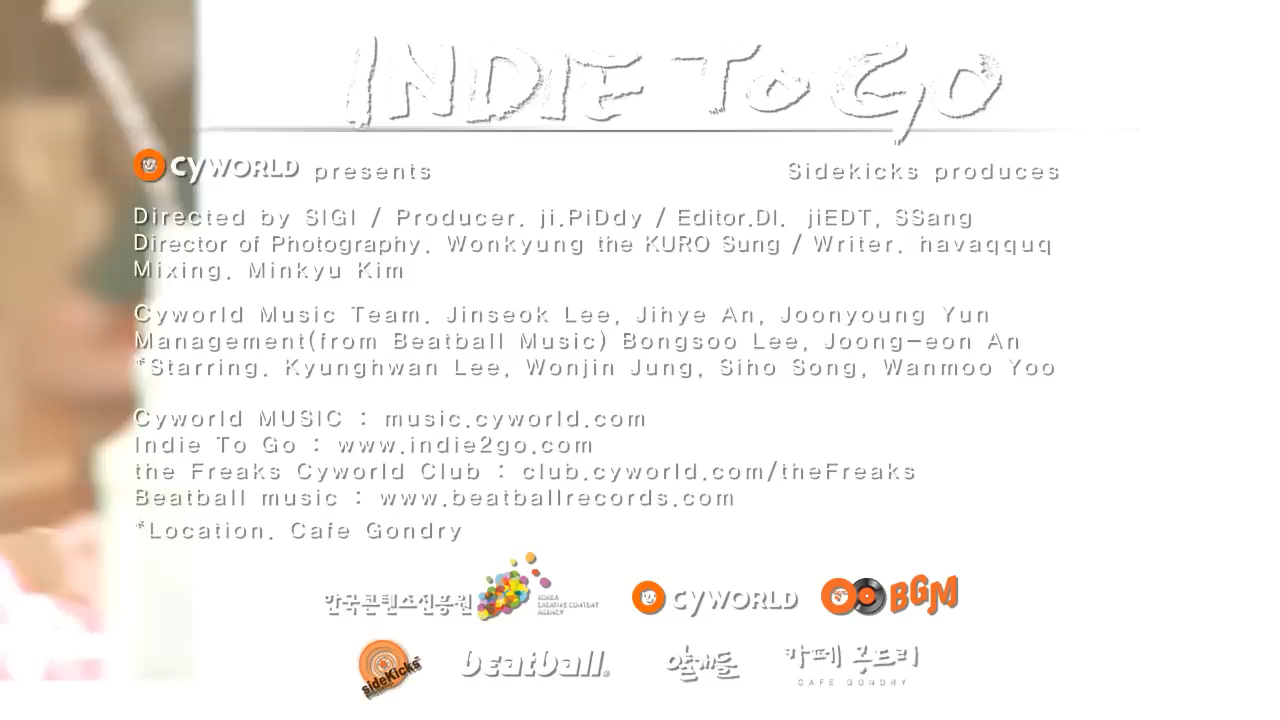 INDIE TO GO
CYWORLD presents
Sidekicks produces
Directed by SIGI / Producer. ji.PiDdy / Editor.DI. jiEDT, SSang
Director of Photography. Wonkyung the KURO Sung / Writer. havaqquq
Mixing. Minkyu Kim
Cyworld Music Team. Jinseok Lee, Jihye An, Joonyoung Yun
Management(from Beatball Music) Bongsoo Lee, Joong-eon An
*Starring. Kyunghwan Lee, Wonjin Jung, Siho Song, Wanmoo Yoo
Cyworld MUSIC : music.cyworld.com
Indie To Go : www.indie2go.com
the Freaks Cyworld Club : club.cyworld.com/theFreaks
Beatball music : www.beatballrecords.com
*Location. Cafe Gondry
한국콘텐츠진흥원
KOREA
CREATIVE CONTENT
AGENCY
CYWORLD
BGM
sideKicks
beatball®
카페 곤드리
CAFE GONDRY